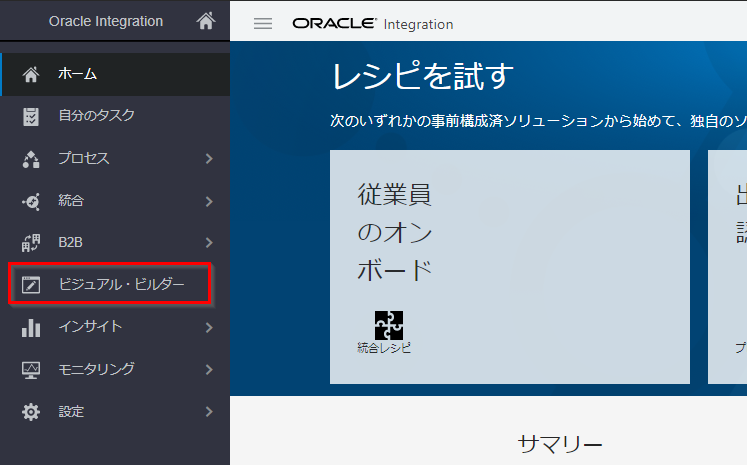 Oracle Integration
ホーム
自分のタスク
プロセス
統合
B2B
ビジュアル・ビルダー
インサイト
モニタリング
設定
ORACLE Integration
レシピを試す
次のいずれかの事前構成済ソリューションから始めて、独自のソ
従業員
のオン
ボード
統合レシピ
プ
サマリー